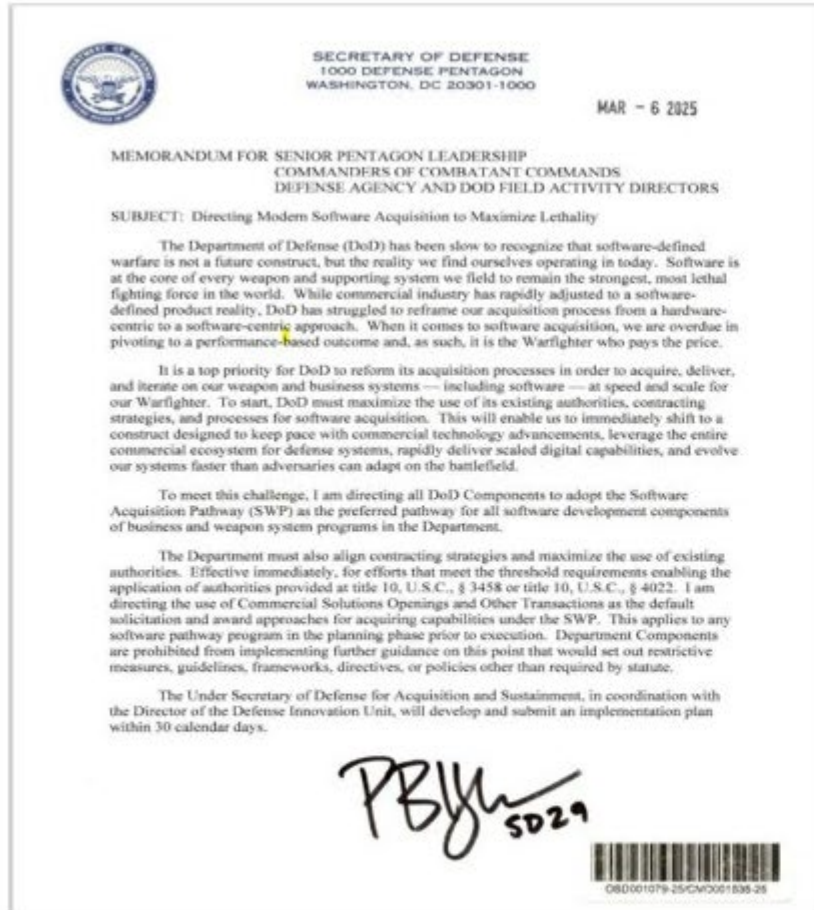 SECRETARY OF DEFENSE
1000 DEFENSE PENTAGON
WASHINGTON, DC 20301-1000
MAR - 6 2025
MEMORANDUM FOR SENIOR PENTAGON LEADERSHIP
COMMANDERS OF COMBATANT COMMANDS
DEFENSE AGENCY AND DOD FIELD ACTIVITY DIRECTORS
SUBJECT: Directing Modern Software Acquisition to Maximize Lethality
The Department of Defense (DoD) has been slow to recognize that software-defined
warfare is not a future construct, but the reality we find ourselves operating in today. Software is
at the core of every weapon and supporting system we field to remain the strongest, most lethal
fighting force in the world. While commercial industry has rapidly adjusted to a software-
defined product reality, DoD has struggled to reframe our acquisition process from a hardware-
centric to a software-centric approach. When it comes to software acquisition, we are overdue in
pivoting to a performance-based outcome and, as such, it is the Warfighter who pays the price.
It is a top priority for DoD to reform its acquisition processes in order to acquire, deliver,
and iterate on our weapon and business systems — including software — at speed and scale for
our Warfighter. To start, DoD must maximize the use of its existing authorities, contracting
strategies, and processes for software acquisition. This will enable us to immediately shift to a
construct designed to keep pace with commercial technology advancements, leverage the entire
commercial ecosystem for defense systems, rapidly deliver scaled digital capabilities, and evolve
our systems faster than adversaries can adapt on the battlefield.
To meet this challenge, I am directing all DoD Components to adopt the Software
Acquisition Pathway (SWP) as the preferred pathway for all software development components
of business and weapon system programs in the Department.
The Department must also align contracting strategies and maximize the use of existing
authorities. Effective immediately, for efforts that meet the threshold requirements enabling the
application of authorities provided at title 10, U.S.C., § 3458 or title 10, U.S.C., § 4022. I am
directing the use of Commercial Solutions Openings and Other Transactions as the default
solicitation and award approaches for acquiring capabilities under the SWP. This applies to any
software pathway program in the planning phase prior to execution. Department Components
are prohibited from implementing further guidance on this point that would set out restrictive
measures, guidelines, frameworks, directives, or policies other than required by statute.
The Under Secretary of Defense for Acquisition and Sustainment, in coordination with
the Director of the Defense Innovation Unit, will develop and submit an implementation plan
within 30 calendar days.
SD29